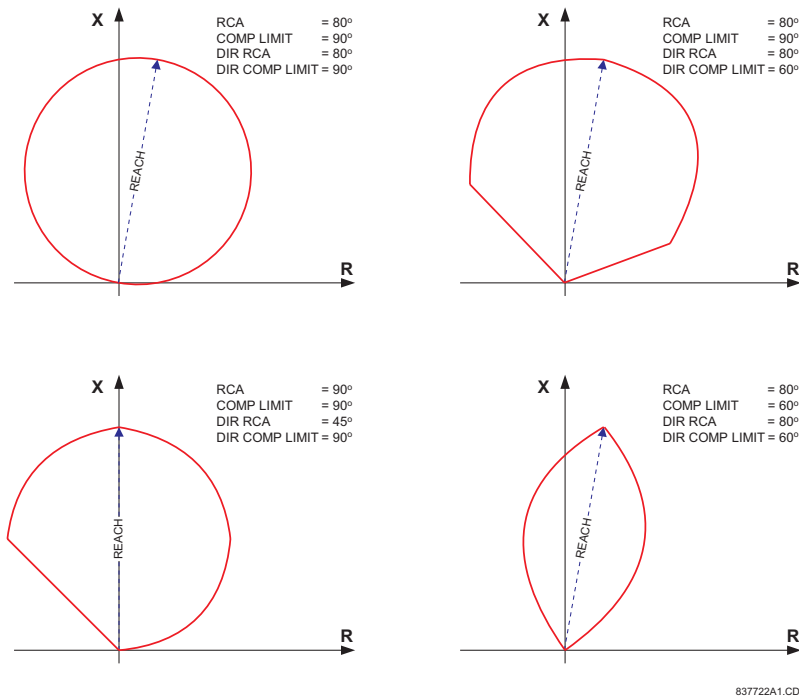 X
RCA = 80º
COMP LIMIT = 90º
DIR RCA = 80º
DIR COMP LIMIT = 90º
REACH
R
X
RCA = 80º
COMP LIMIT = 90º
DIR RCA = 80º
DIR COMP LIMIT = 60º
REACH
R
X
RCA = 90º
COMP LIMIT = 90º
DIR RCA = 45º
DIR COMP LIMIT = 90º
REACH
R
X
RCA = 80º
COMP LIMIT = 60º
DIR RCA = 80º
DIR COMP LIMIT = 60º
REACH
R
837722A1.CD